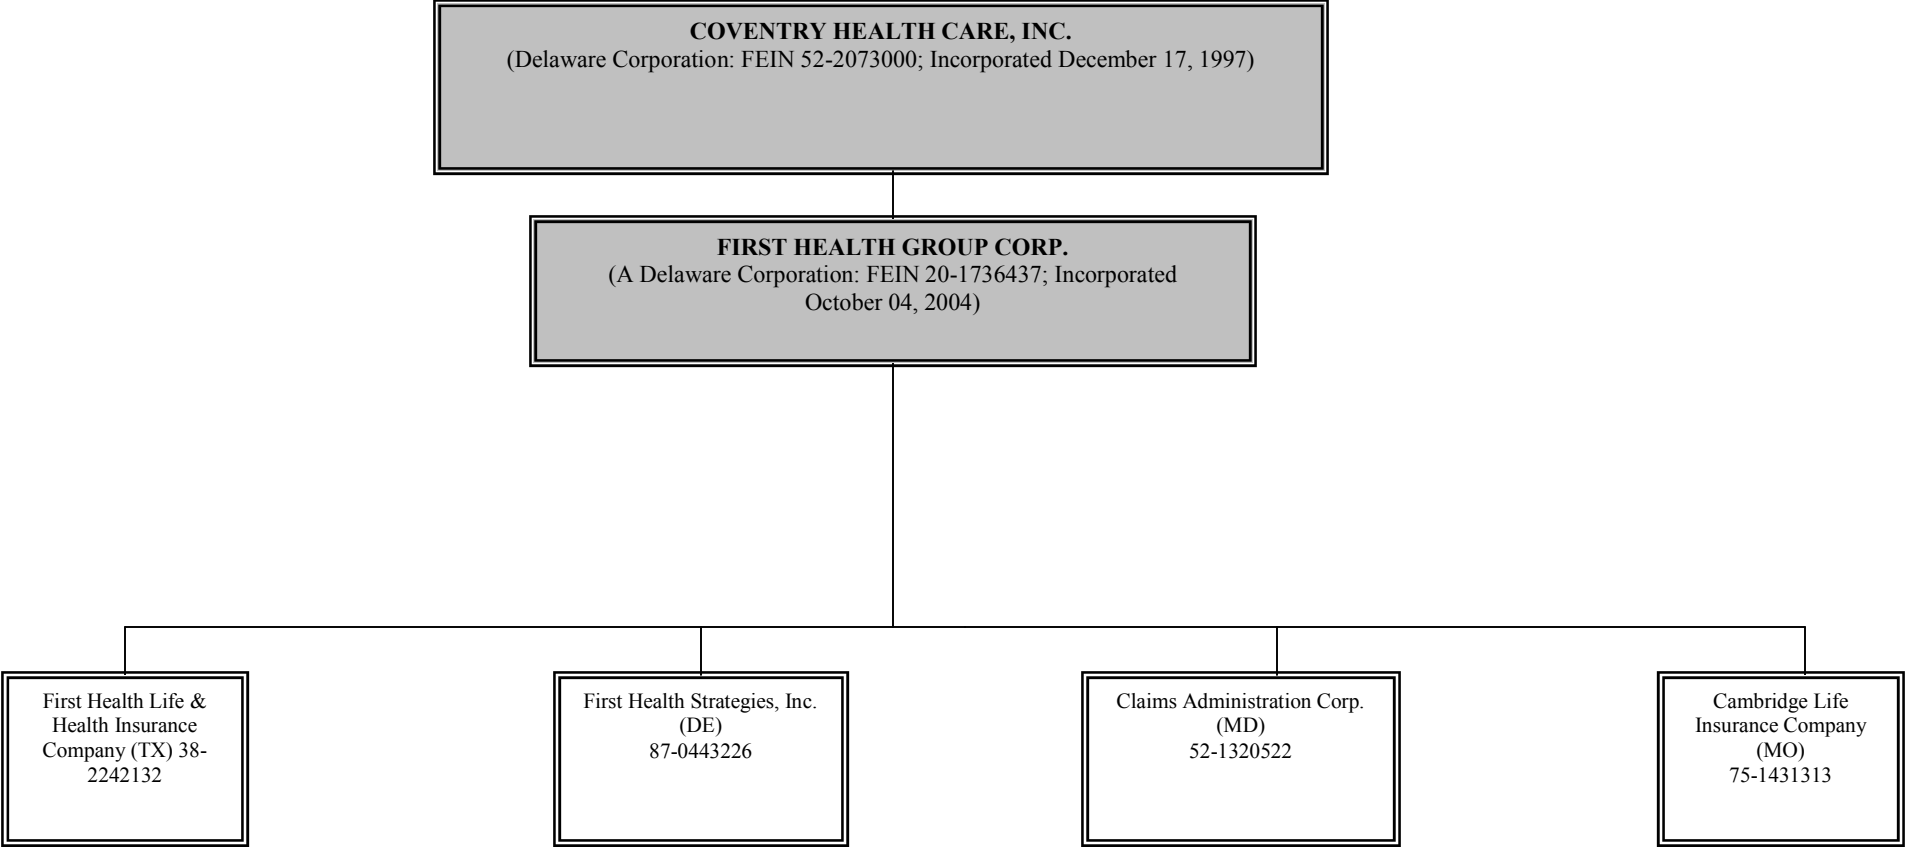 COVENTRY HEALTH CARE, INC.
(Delaware Corporation: FEIN 52-2073000; Incorporated December 17, 1997)
FIRST HEALTH GROUP CORP.
(A Delaware Corporation: FEIN 20-1736437; Incorporated
October 04, 2004)
First Health Life &
Health Insurance
Company (TX) 38-
2242132
First Health Strategies, Inc.
(DE)
87-0443226
Claims Administration Corp.
(MD)
52-1320522
Cambridge Life
Insurance Company
(MO)
75-1431313